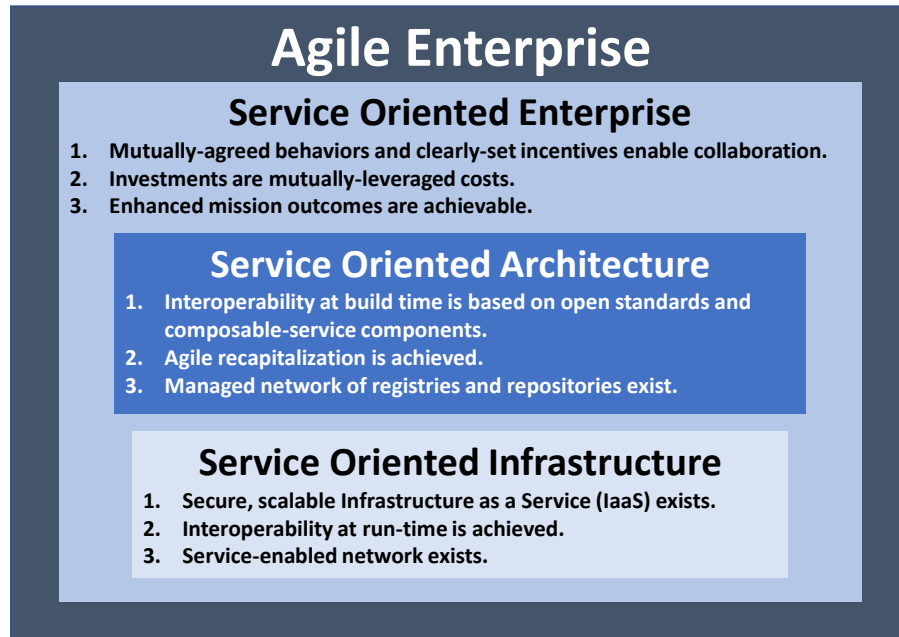 Agile Enterprise
Service Oriented Enterprise
1. Mutually-agreed behaviors and clearly-set incentives enable collaboration.
2. Investments are mutually-leveraged costs.
3. Enhanced mission outcomes are achievable.
Service Oriented Architecture
1. Interoperability at build time is based on open standards and
composable-service components.
2. Agile recapitalization is achieved.
3. Managed network of registries and repositories exist.
Service Oriented Infrastructure
1. Secure, scalable Infrastructure as a Service (IaaS) exists.
2. Interoperability at run-time is achieved.
3. Service-enabled network exists.